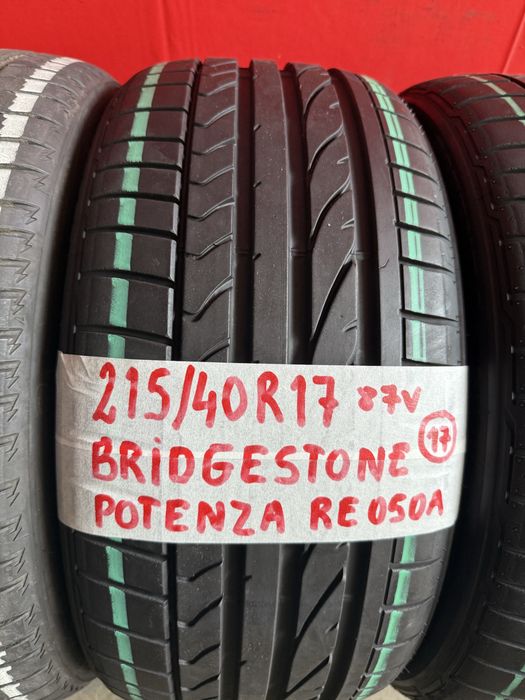 215/40R17 87V
BRiDGESTONE 17
POTENZA RE050A